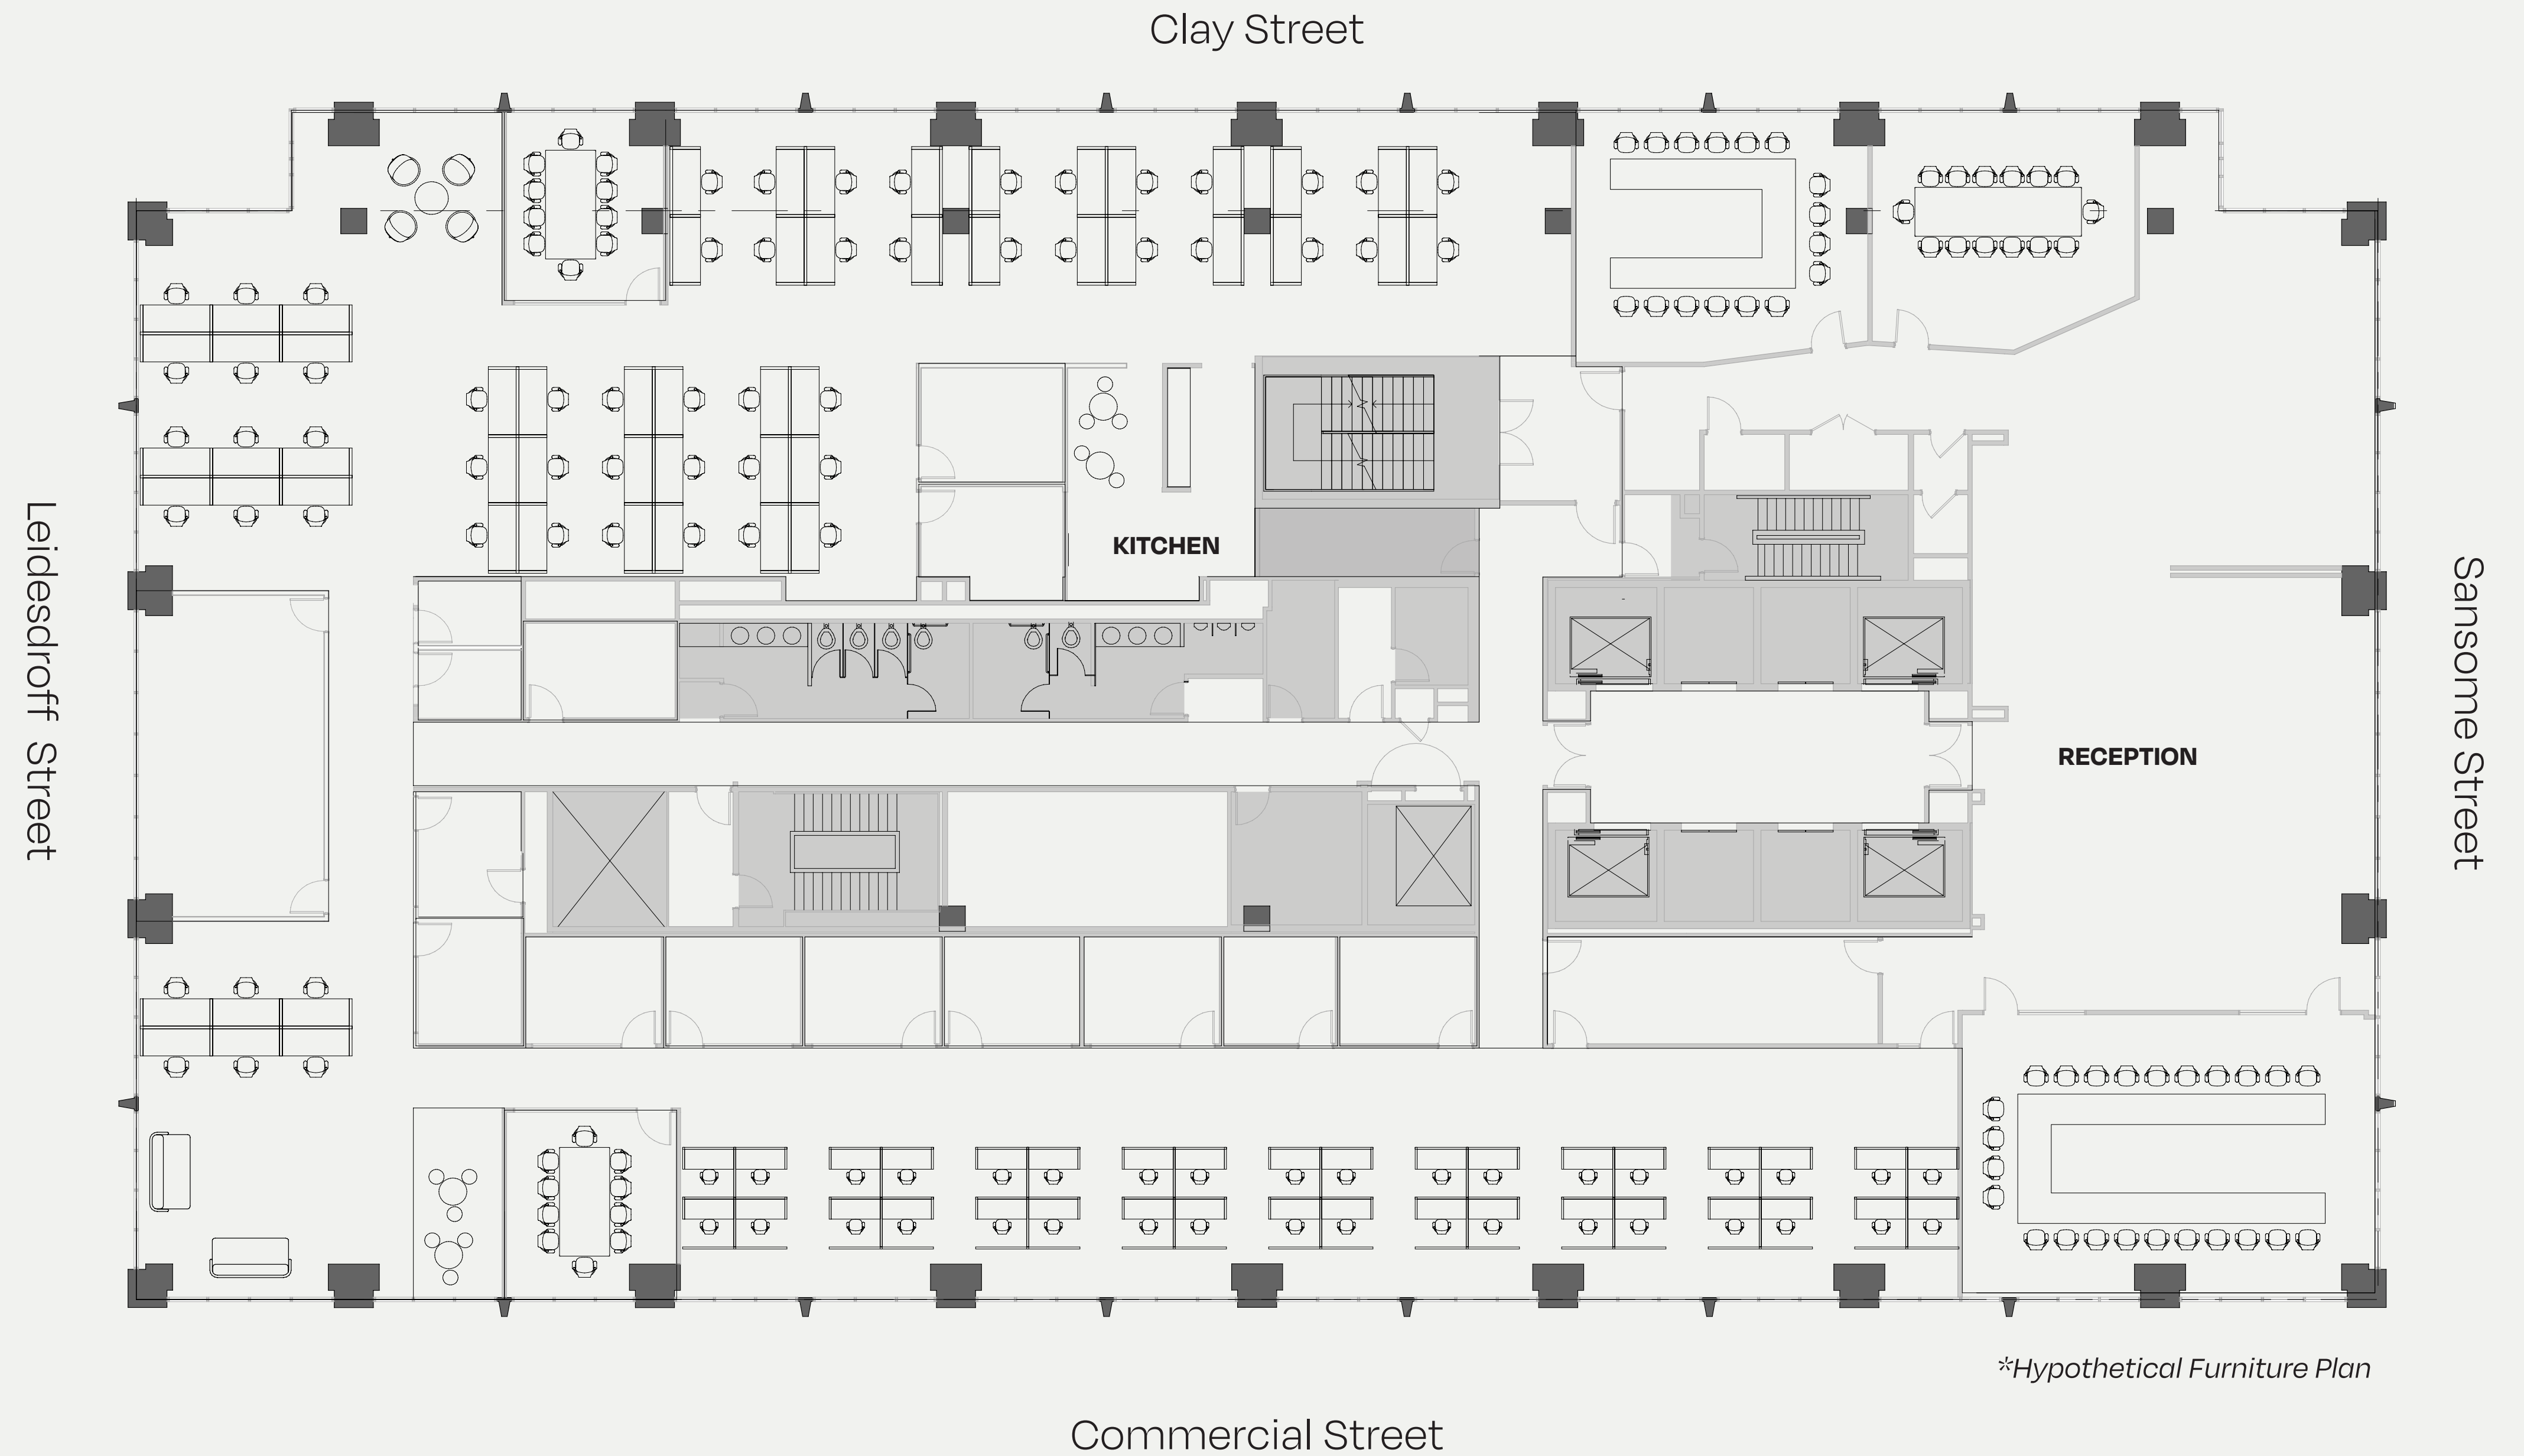 Clay Street
Leidesdroff Street
KITCHEN
RECEPTION
Sansome Street
*Hypothetical Furniture Plan
Commercial Street